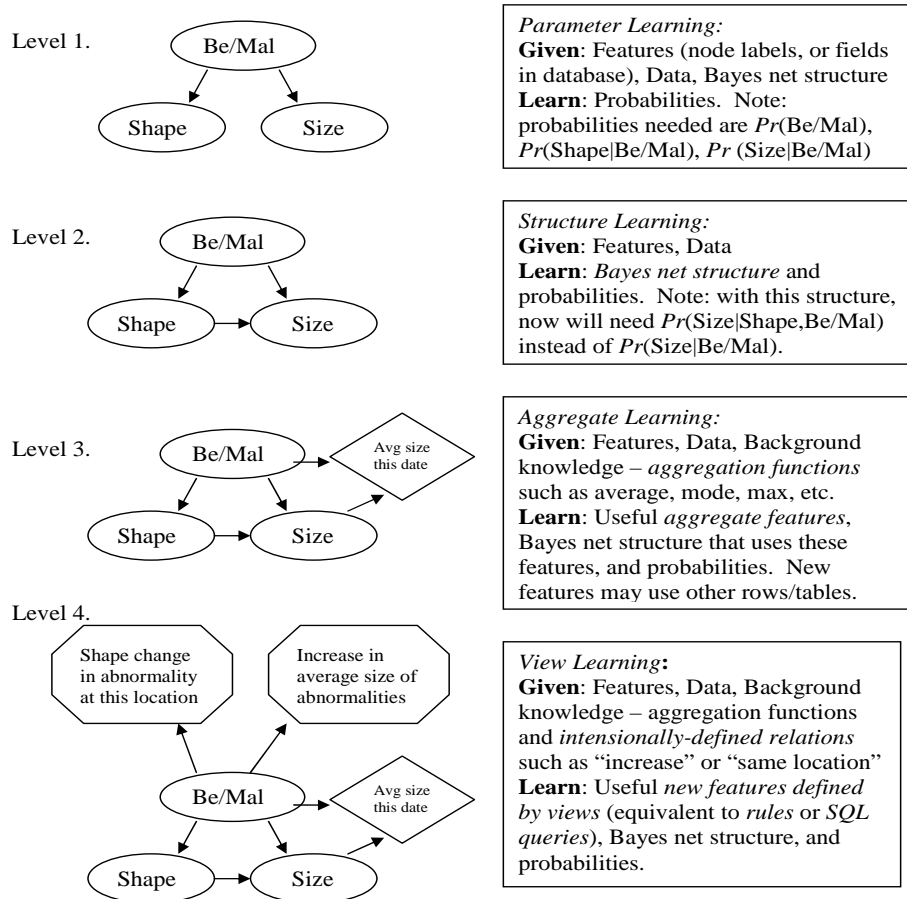 Level 1.
Be/Mal
Shape
Size
Parameter Learning:
Given: Features (node labels, or fields
in database), Data, Bayes net structure
Learn: Probabilities. Note:
probabilities needed are Pr(Be/Mal),
Pr(Shape|Be/Mal), Pr (Size|Be/Mal)
Level 2.
Be/Mal
Shape
Size
Structure Learning:
Given: Features, Data
Learn: Bayes net structure and
probabilities. Note: with this structure,
now will need Pr(Size|Shape,Be/Mal)
instead of Pr(Size|Be/Mal).
Level 3.
Be/Mal
Avg size
this date
Shape
Size
Aggregate Learning:
Given: Features, Data, Background
knowledge – aggregation functions
such as average, mode, max, etc.
Learn: Useful aggregate features,
Bayes net structure that uses these
features, and probabilities. New
features may use other rows/tables.
Level 4.
Shape change
in abnormality
at this location
Increase in
average size of
abnormalities
Be/Mal
Avg size
this date
Shape
Size
View Learning:
Given: Features, Data, Background
knowledge – aggregation functions
and intensionally-defined relations
such as “increase” or “same location”
Learn: Useful new features defined
by views (equivalent to rules or SQL
queries), Bayes net structure, and
probabilities.